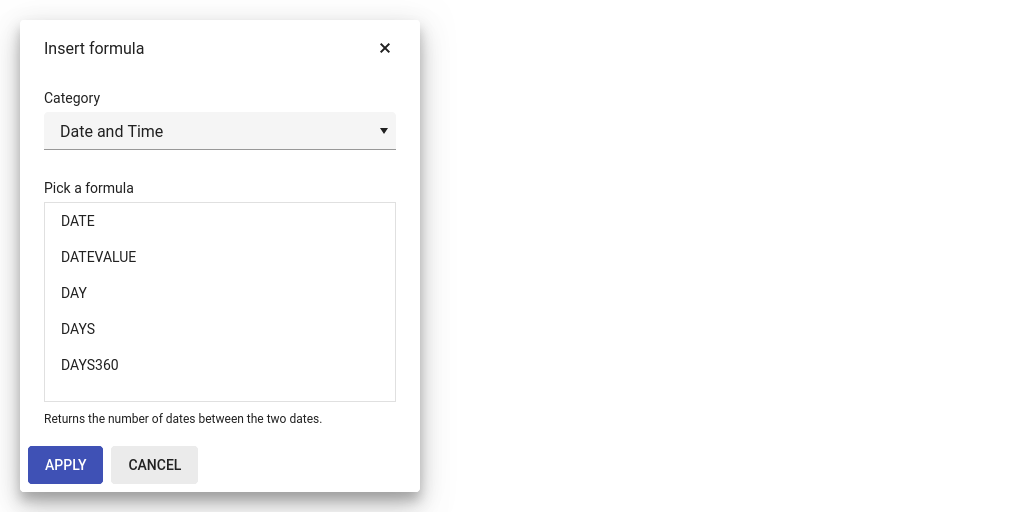 Insert formula
Category
Date and Time
Pick a formula
DATE
DATEVALUE
DAY
DAYS
DAYS360
Returns the number of dates between the two dates.
APPLY CANCEL